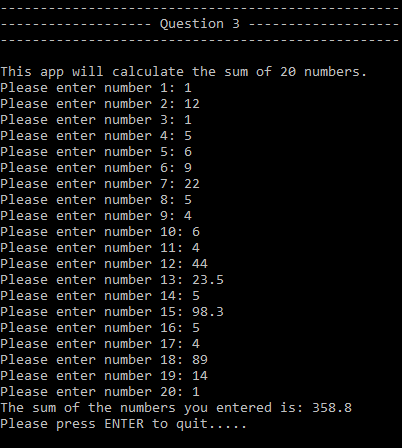 --------------------------------------------------
------------------- Question 3 -------------------
--------------------------------------------------
This app will calculate the sum of 20 numbers.
Please enter number 1: 1
Please enter number 2: 12
Please enter number 3: 1
Please enter number 4: 5
Please enter number 5: 6
Please enter number 6: 9
Please enter number 7: 22
Please enter number 8: 5
Please enter number 9: 4
Please enter number 10: 6
Please enter number 11: 4
Please enter number 12: 44
Please enter number 13: 23.5
Please enter number 14: 5
Please enter number 15: 98.3
Please enter number 16: 5
Please enter number 17: 4
Please enter number 18: 89
Please enter number 19: 14
Please enter number 20: 1
The sum of the numbers you entered is: 358.8
Please press ENTER to quit.....